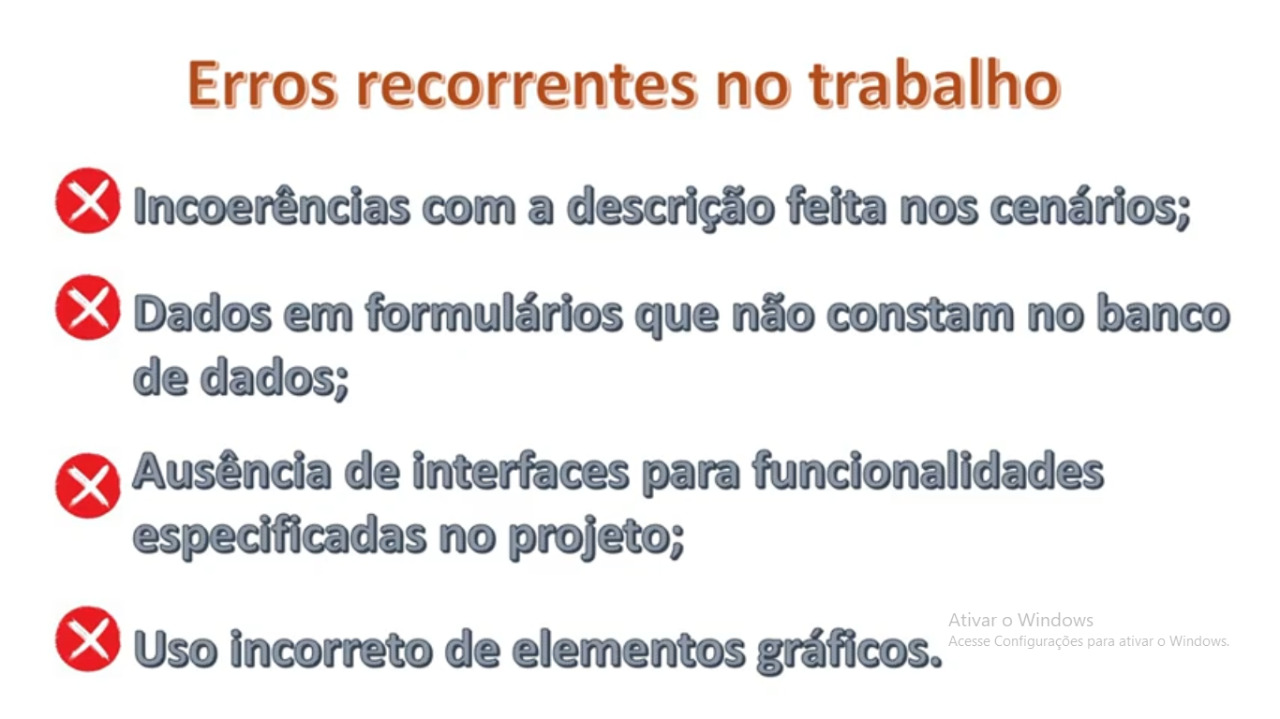 Erros recorrentes no trabalho
Incoerências com a descrição feita nos cenários;
Dados em formulários que não constam no banco
de dados;
Ausência de interfaces para funcionalidades
especificadas no projeto;
Uso incorreto de elementos gráficos.
Ativar o Windows
Acesse Configurações para ativar o Windows.